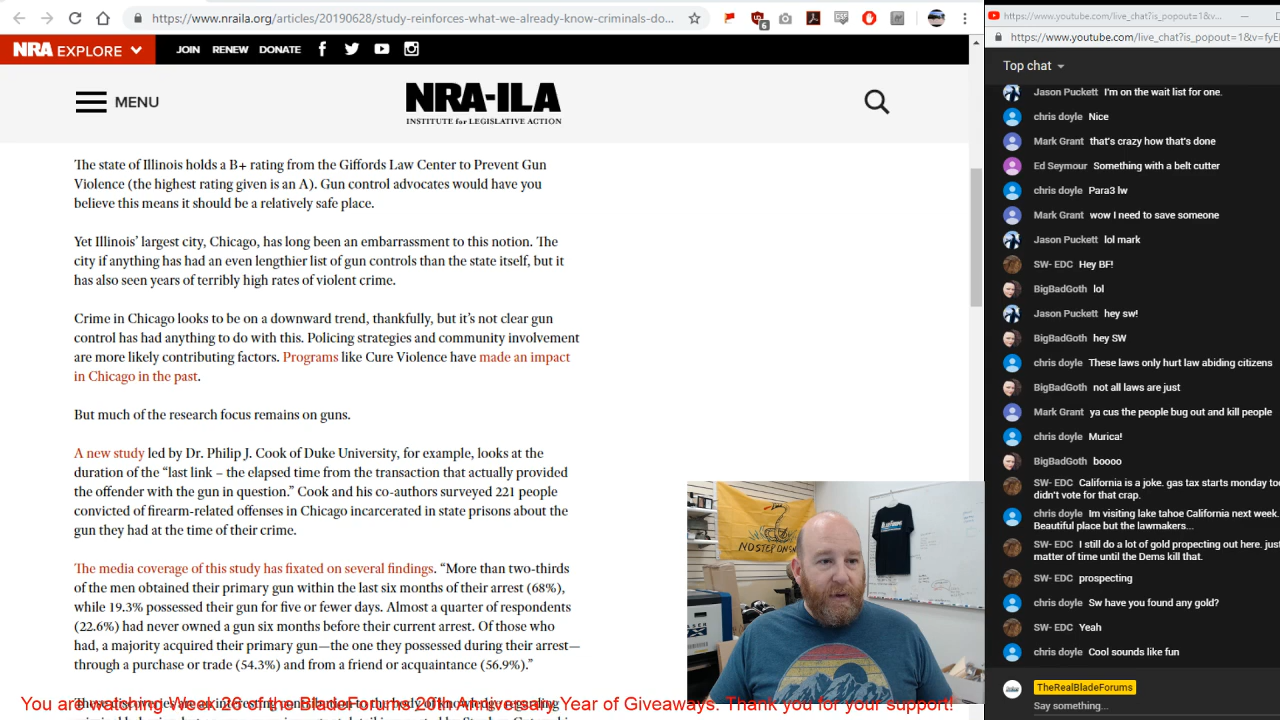 https://www.nraila.org/articles/20190628/study-reinforces-what-we-already-know-criminals-do...
6
NRA EXPLORE
JOIN RENEW DONATE
MENU
NRA-ILA
INSTITUTE for LEGISLATIVE ACTION
The state of Illinois holds a B+ rating from the Giffords Law Center to Prevent Gun
Violence (the highest rating given is an A). Gun control advocates would have you
believe this means it should be a relatively safe place.
Yet Illinois' largest city, Chicago, has long been an embarrassment to this notion. The
city if anything has had an even lengthier list of gun controls than the state itself, but it
has also seen years of terribly high rates of violent crime.
Crime in Chicago looks to be on a downward trend, thankfully, but it's not clear gun
control has had anything to do with this. Policing strategies and community involvement
are more likely contributing factors. Programs like Cure Violence have made an impact
in Chicago in the past.
But much of the research focus remains on guns.
A new study led by Dr. Philip J. Cook of Duke University, for example, looks at the
duration of the "last link – the elapsed time from the transaction that actually provided
the offender with the gun in question." Cook and his co-authors surveyed 221 people
convicted of firearm-related offenses in Chicago incarcerated in state prisons about the
gun they had at the time of their crime.
The media coverage of this study has fixated on several findings. "More than two-thirds
of the men obtained their primary gun within the last six months of their arrest (68%),
while 19.3% possessed their gun for five or fewer days. Almost a quarter of respondents
(22.6%) had never owned a gun six months before their current arrest. Of those who
had, a majority acquired their primary gun—the one they possessed during their arrest—
through a purchase or trade (54.3%) and from a friend or acquaintance (56.9%)."
You are watching Week 26 of the BladeForums 20th Anniversary Year of Giveaways. Thank you for your support!
NO STEP ON SNEK
https://www.youtube.com/live_chat?is_popout=1&v...
https://www.youtube.com/live_chat?is_popout=1&v=fyE
Top chat
Jason Puckett I'm on the wait list for one.
chris doyle Nice
Mark Grant that's crazy how that's done
Ed Seymour Something with a belt cutter
chris doyle Para3 lw
Mark Grant wow I need to save someone
Jason Puckett lol mark
SW- EDC Hey BF!
BigBadGoth lol
Jason Puckett hey sw!
BigBadGoth hey SW
chris doyle These laws only hurt law abiding citizens
BigBadGoth not all laws are just
Mark Grant ya cus the people bug out and kill people
chris doyle Murica!
BigBadGoth boooo
SW- EDC California is a joke. gas tax starts monday too
didn't vote for that crap.
chris doyle Im visiting lake tahoe California next week.
Beautiful place but the lawmakers...
SW- EDC I still do a lot of gold propecting out here. just
matter of time until the Dems kill that.
SW- EDC prospecting
chris doyle Sw have you found any gold?
SW- EDC Yeah
chris doyle Cool sounds like fun
TheRealBladeForums
Say something...